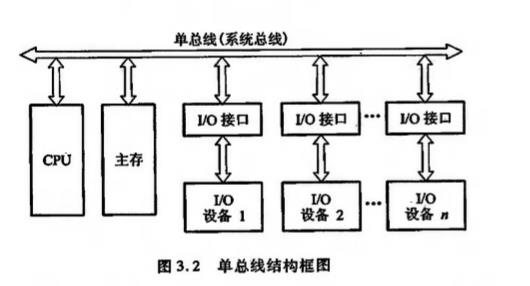 单总线(系统总线)
CPU
主存
I/O 接口
I/O 接口
···
I/O 接口
I/O
设备 1
I/O
设备 2
···
I/O
设备 n
图 3.2 单总线结构框图